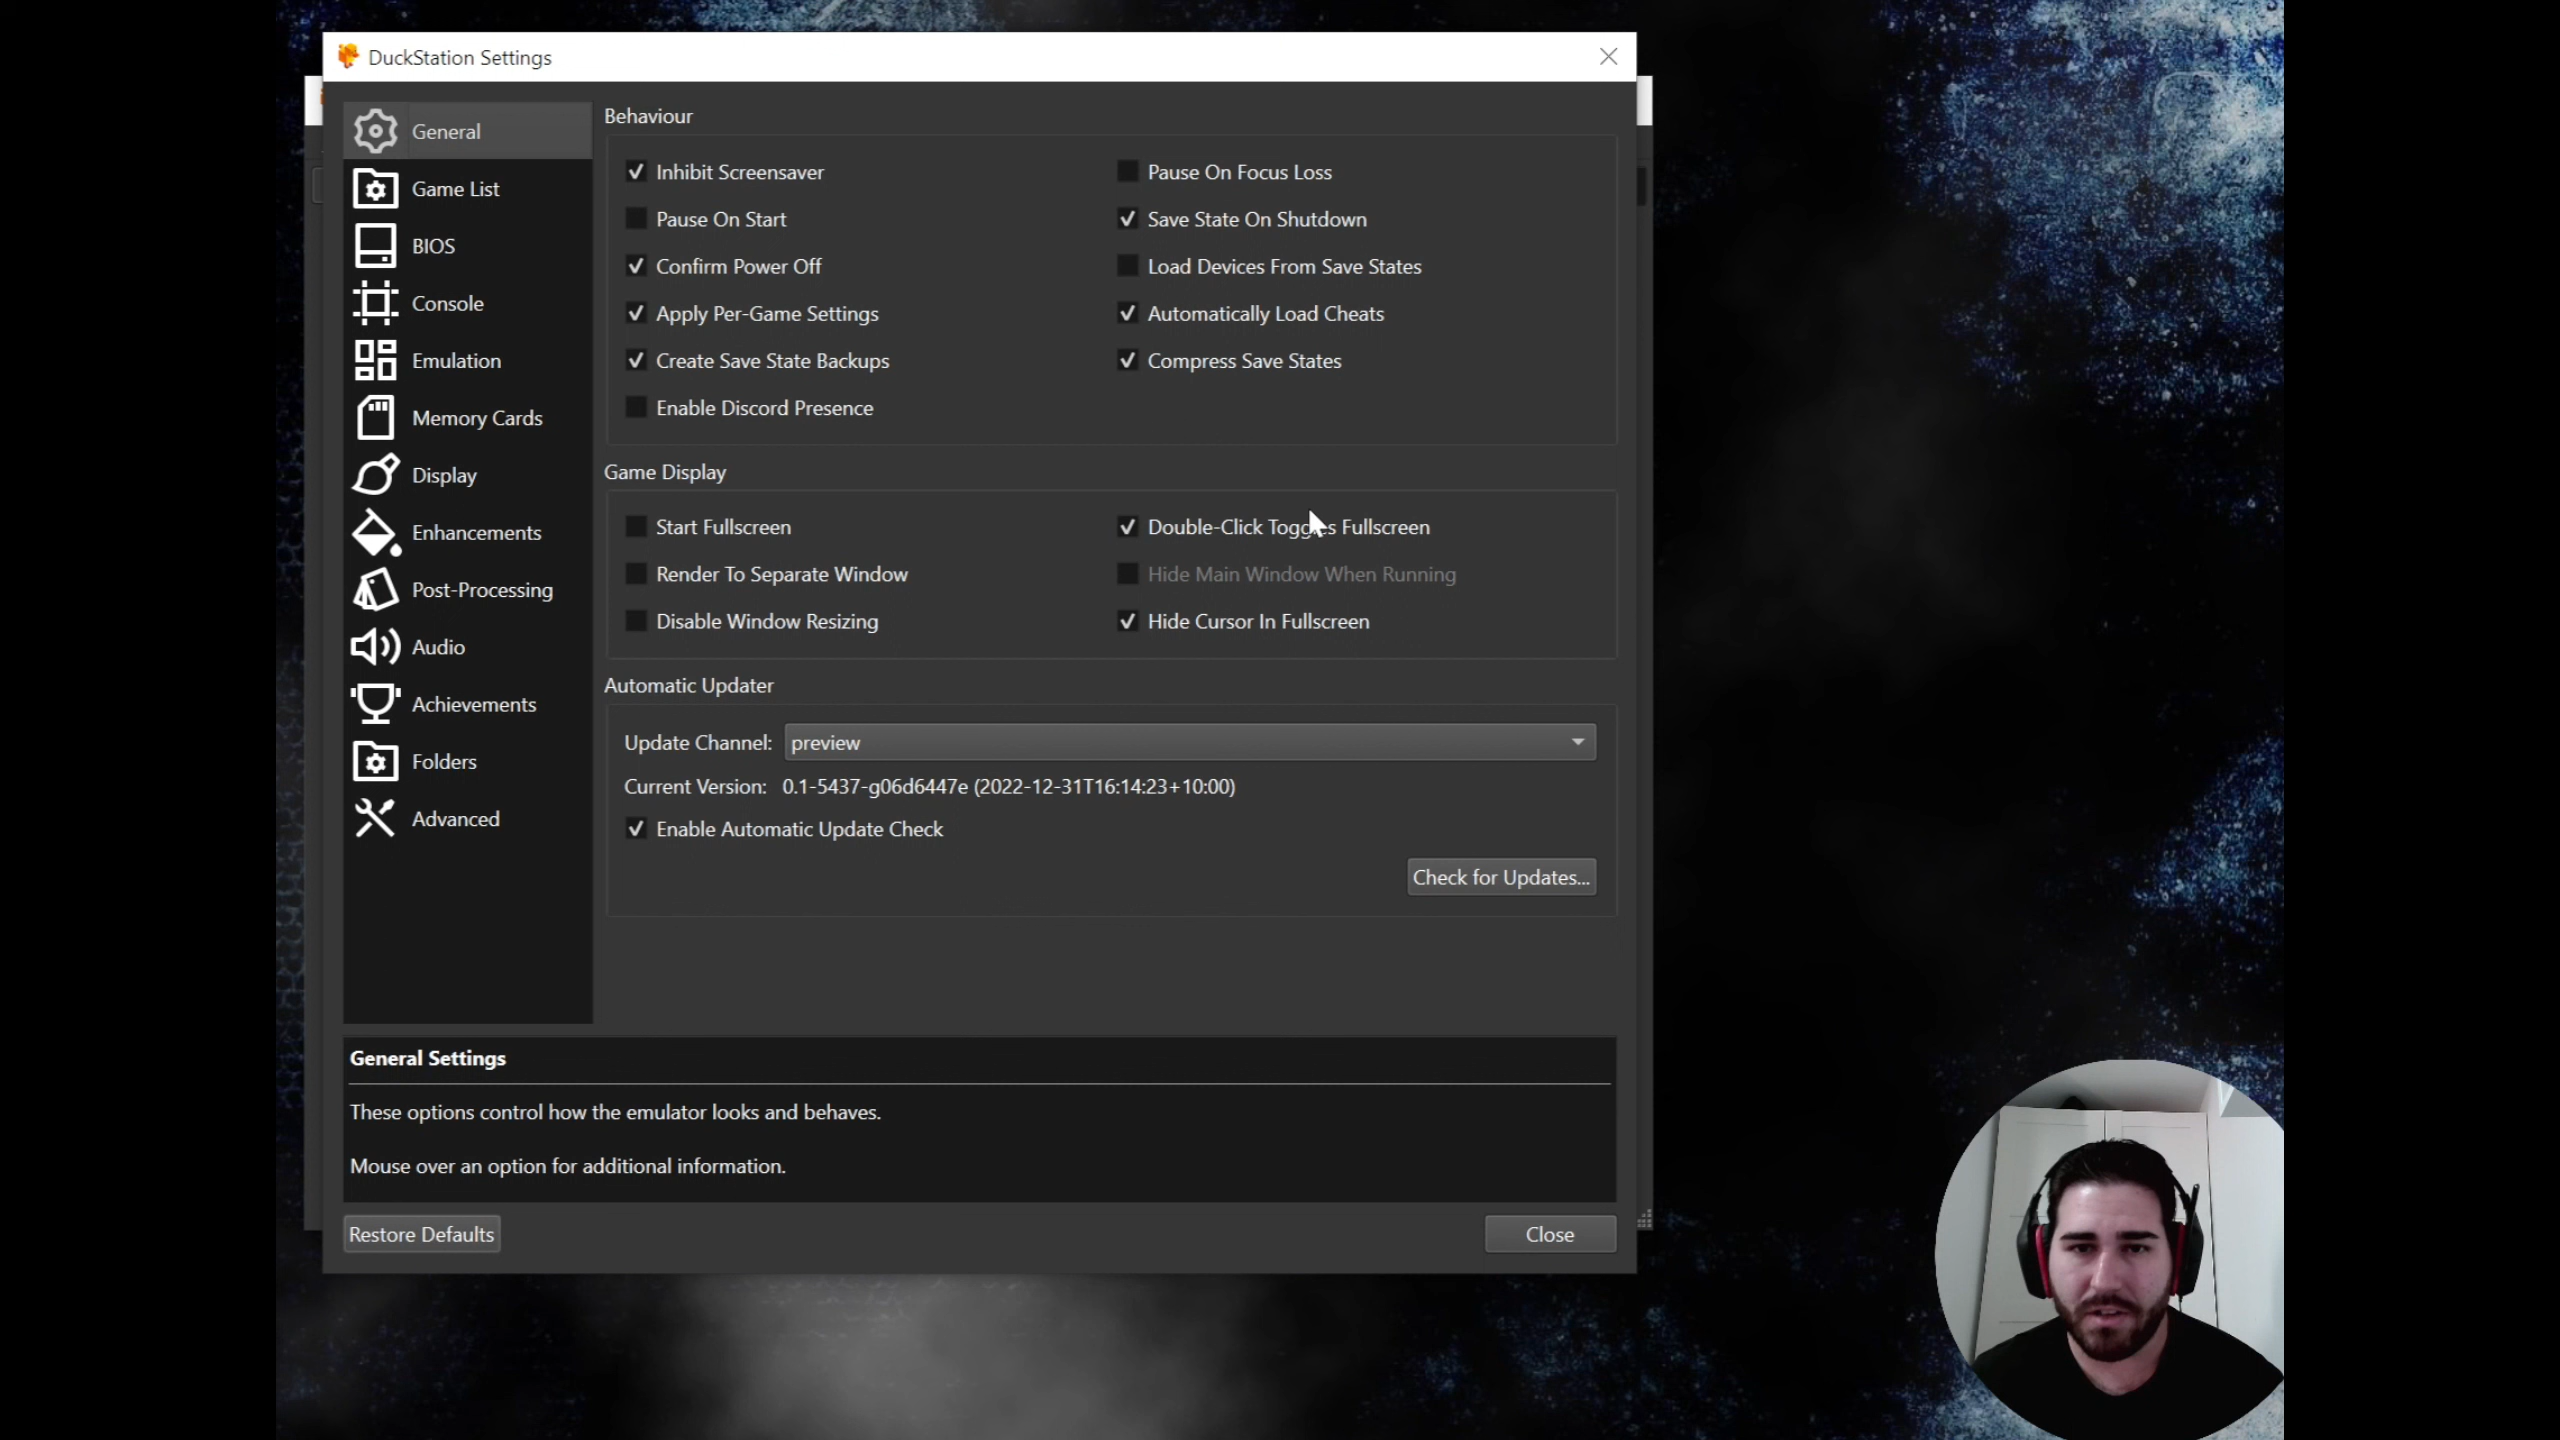 DuckStation Settings
General
Game List
BIOS
Console
Emulation
Memory Cards
Display
Enhancements
Post-Processing
Audio
Achievements
Folders
Advanced
Behaviour
Inhibit Screensaver
Pause On Focus Loss
Pause On Start
Save State On Shutdown
Confirm Power Off
Load Devices From Save States
Apply Per-Game Settings
Automatically Load Cheats
Create Save State Backups
Compress Save States
Enable Discord Presence
Game Display
Start Fullscreen
Double-Click Toggles Fullscreen
Render To Separate Window
Hide Main Window When Running
Disable Window Resizing
Hide Cursor In Fullscreen
Automatic Updater
Update Channel: preview
Current Version: 0.1-5437-g06d6447e (2022-12-31T16:14:23+10:00)
Enable Automatic Update Check
Check for Updates...
General Settings
These options control how the emulator looks and behaves.
Mouse over an option for additional information.
Restore Defaults
Close